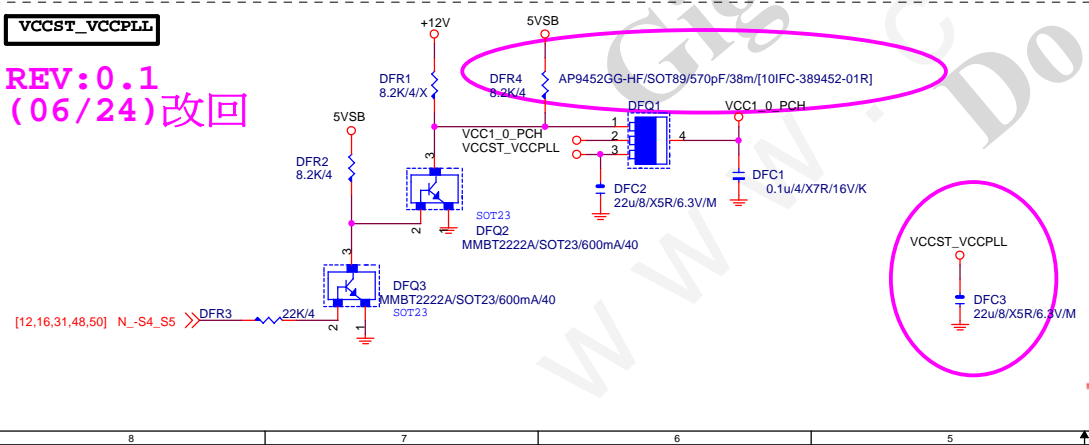 VCCST_VCCPLL
REV:0.1
(06/24)改回
+12V
5VSB
DFR1
8.2K/4/X
DFR4
8.2K/4
AP9452GG-HF/SOT89/570pF/38m/[10IFC-389452-01R]
DFQ1
VCC1_0_PCH
5VSB
1
2
3
4
VCC1_0_PCH
VCCST_VCCPLL
DFR2
8.2K/4
3
DFC1
0.1u/4/X7R/16V/K
DFC2
22u/8/X5R/6.3V/M
SOT23
2
1
DFQ2
MMBT2222A/SOT23/600mA/40
VCCST_VCCPLL
3
DFQ3
MMBT2222A/SOT23/600mA/40
SOT23
DFC3
22u/8/X5R/6.3V/M
[12,16,31,48,50] N_-S4_S5
DFR3
22K/4
2
1
8
7
6
5
Gig
Do
w w w . c